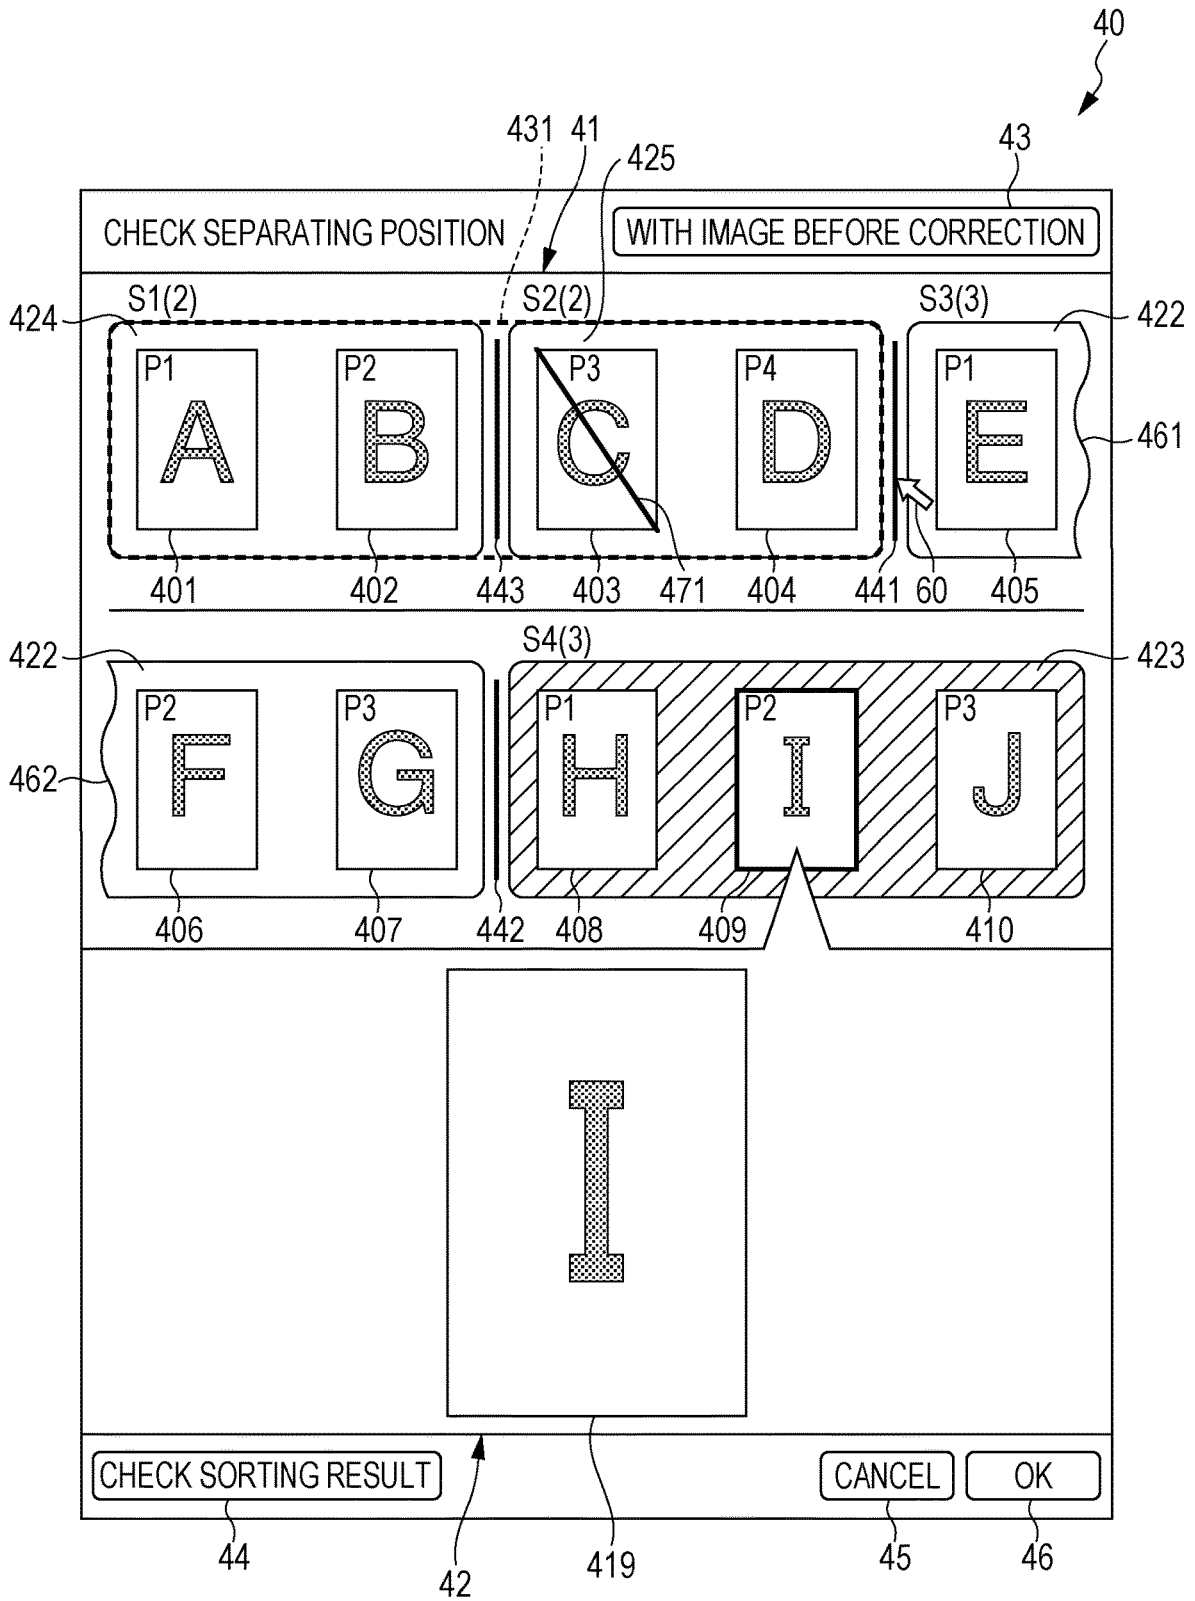 40
431 41 425 43
CHECK SEPARATING POSITION WITH IMAGE BEFORE CORRECTION
S1(2) S2(2) S3(3)
424 422
P1 P2 P3 P4 P1
A B C D E
461
401 402 443 403 471 404 441 60 405
S4(3)
422 423
P2 P3 P1 P2 P3
F G H I J
462
406 407 442 408 409 410
I
CHECK SORTING RESULT CANCEL OK
44 42 419 45 46